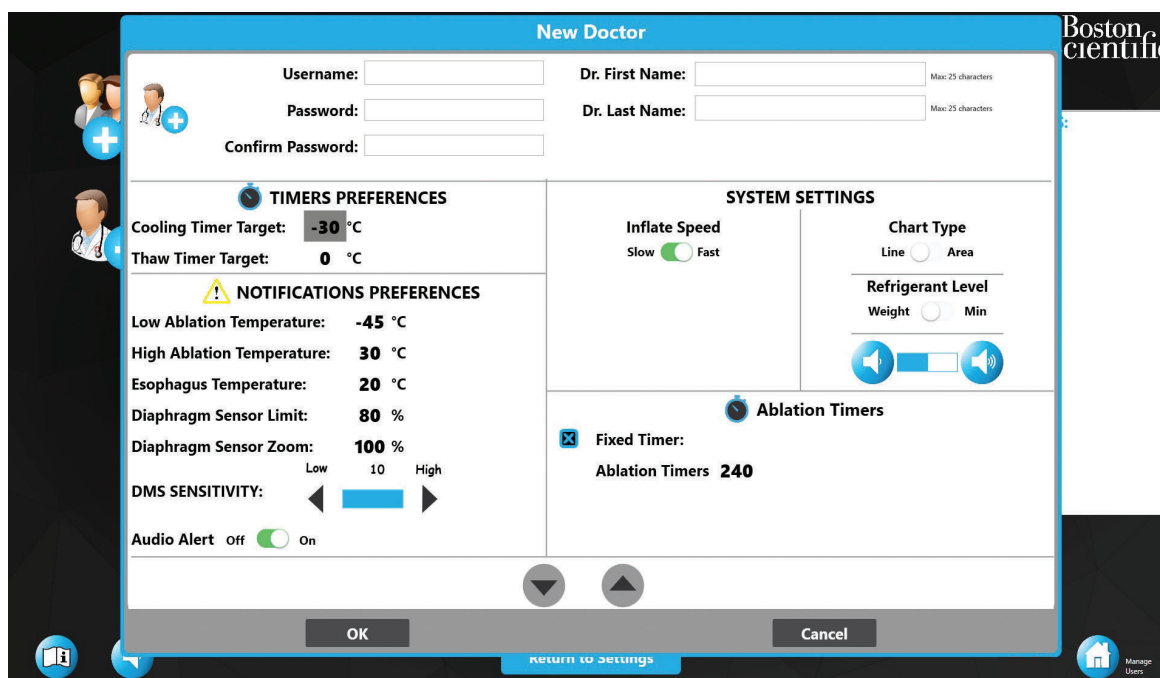 New Doctor
Boston
cientifi
Username:
Dr. First Name:
Max: 25 characters
Password:
Dr. Last Name:
Max: 25 characters
Confirm Password:
TIMERS PREFERENCES
Cooling Timer Target: -30 °C
Thaw Timer Target: 0 °C
NOTIFICATIONS PREFERENCES
Low Ablation Temperature: -45 °C
High Ablation Temperature: 30 °C
Esophagus Temperature: 20 °C
Diaphragm Sensor Limit: 80 %
Diaphragm Sensor Zoom: 100 %
Low 10 High
DMS SENSITIVITY:
Audio Alert Off On
SYSTEM SETTINGS
Inflate Speed
Slow Fast
Chart Type
Line Area
Refrigerant Level
Weight Min
Ablation Timers
Fixed Timer:
Ablation Timers 240
OK
Cancel
Return to Settings
Manage
Users